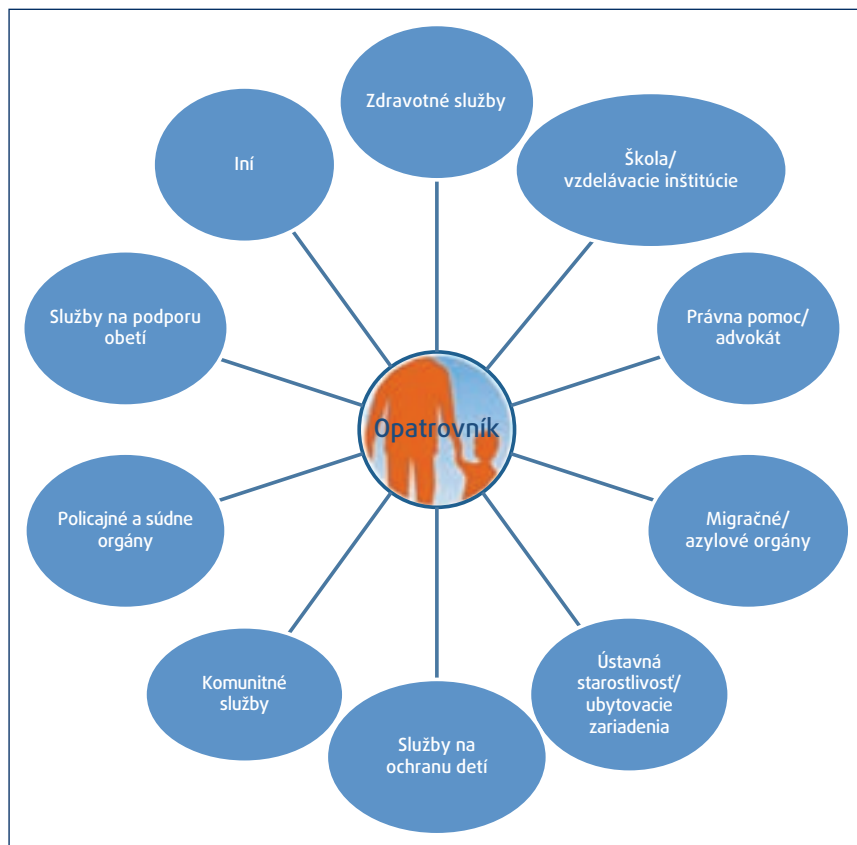 Zdravotné služby
Škola/
vzdelávacie inštitúcie
Právna pomoc/
advokát
Migračné/
azylové orgány
Ústavná
starostlivosť/
ubytovacie
zariadenia
Služby na
ochranu detí
Komunitné
služby
Policajné a súdne
orgány
Služby na podporu
obetí
Iní
Opatrovník